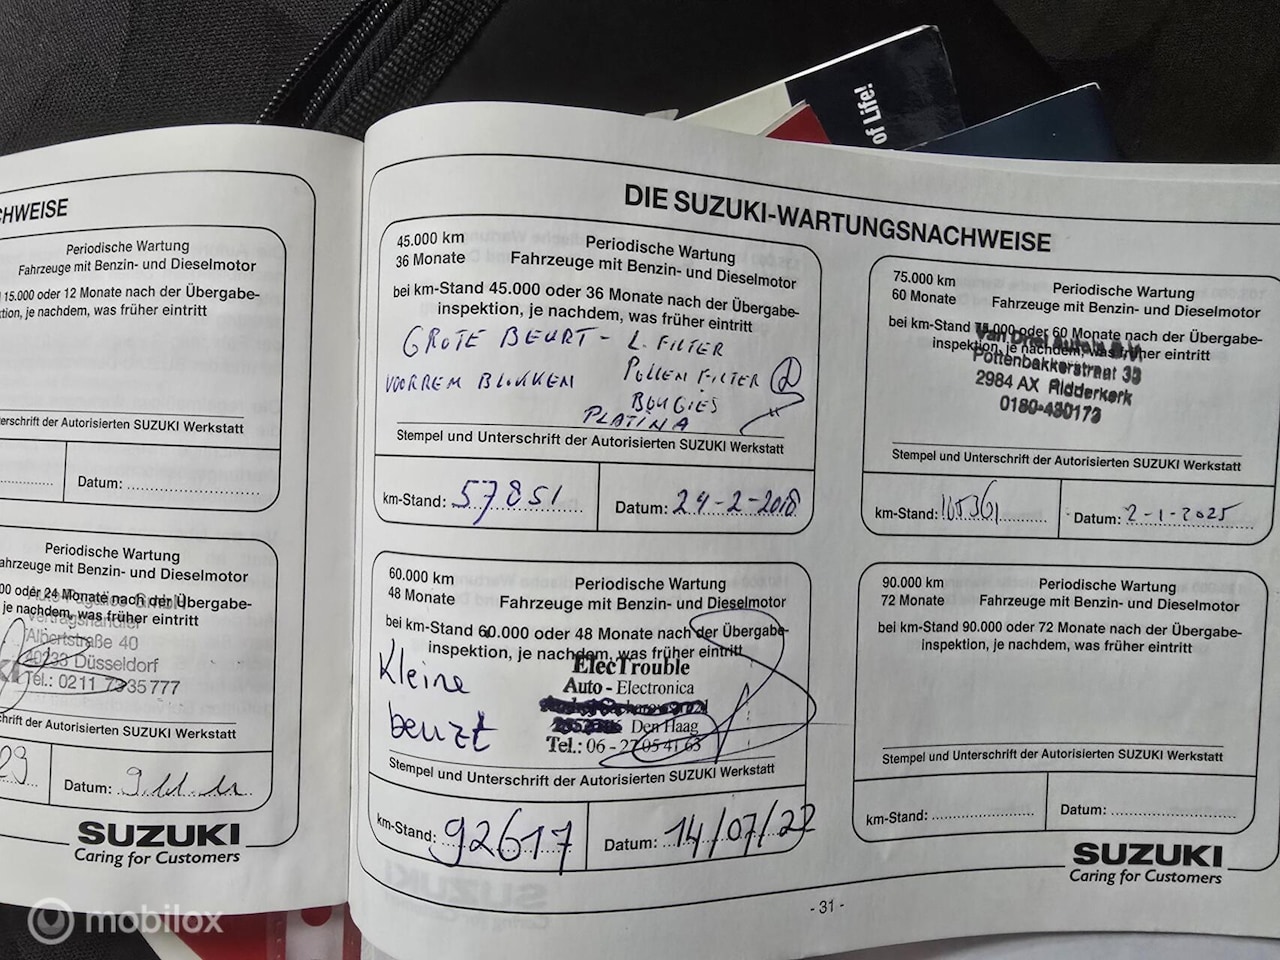 of Life!
CHWEISE
Periodische Wartung
Fahrzeuge mit Benzin- und Dieselmotor
15.000 oder 12 Monate nach der Übergabe-
tion, je nachdem, was früher eintritt
erschrift der Autorisierten SUZUKI Werkstatt
Datum:
Periodische Wartung
ahrzeuge mit Benzin- und Dieselmotor
00 oder 24 Monate nach der Übergabe-
, je nachdem, was früher eintritt
GmbH
Vertragshändler
Albertstraße 40
40233 Düsseldorf
Tel.: 0211 7335777
chrift der Autorisierten SUZUKI Werkstatt
Datum:
SUZUKI
Caring for Customers
DIE SUZUKI-WARTUNGSNACHWEISE
45.000 km
36 Monate
Periodische Wartung
Fahrzeuge mit Benzin- und Dieselmotor
bei km-Stand 45.000 oder 36 Monate nach der Übergabe-
inspektion, je nachdem, was früher eintritt
GROTE BEURT - L. FILTER
VOORREM BLOKKEN POLLEN FILTER
BOUGIES
PLATINA
Stempel und Unterschrift der Autorisierten SUZUKI Werkstatt
km-Stand: 57851
Datum: 24-2-2018
60.000 km
48 Monate
Periodische Wartung
Fahrzeuge mit Benzin- und Dieselmotor
bei km-Stand 60.000 oder 48 Monate nach der Übergabe-
inspektion, je nachdem, was früher eintritt
Kleine
beurt
ElecTrouble
Auto - Electronica
Den Haag
Tel.: 06 - 27 05 41 63
Stempel und Unterschrift der Autorisierten SUZUKI Werkstatt
km-Stand: 92617
Datum: 14/07/22
75.000 km
60 Monate
Periodische Wartung
Fahrzeuge mit Benzin- und Dieselmotor
bei km-Stand 75.000 oder 60 Monate nach der Übergabe-
inspektion, je nachdem, was früher eintritt
Van Driel
Pottenbakkerstraat 33
2984 AX Ridderkerk
0180-430173
Stempel und Unterschrift der Autorisierten SUZUKI Werkstatt
km-Stand: 105361
Datum: 2-1-2025
90.000 km
72 Monate
Periodische Wartung
Fahrzeuge mit Benzin- und Dieselmotor
bei km-Stand 90.000 oder 72 Monate nach der Übergabe-
inspektion, je nachdem, was früher eintritt
Stempel und Unterschrift der Autorisierten SUZUKI Werkstatt
km-Stand:
Datum:
SUZUKI
Caring for Customers
- 31 -
mobilox